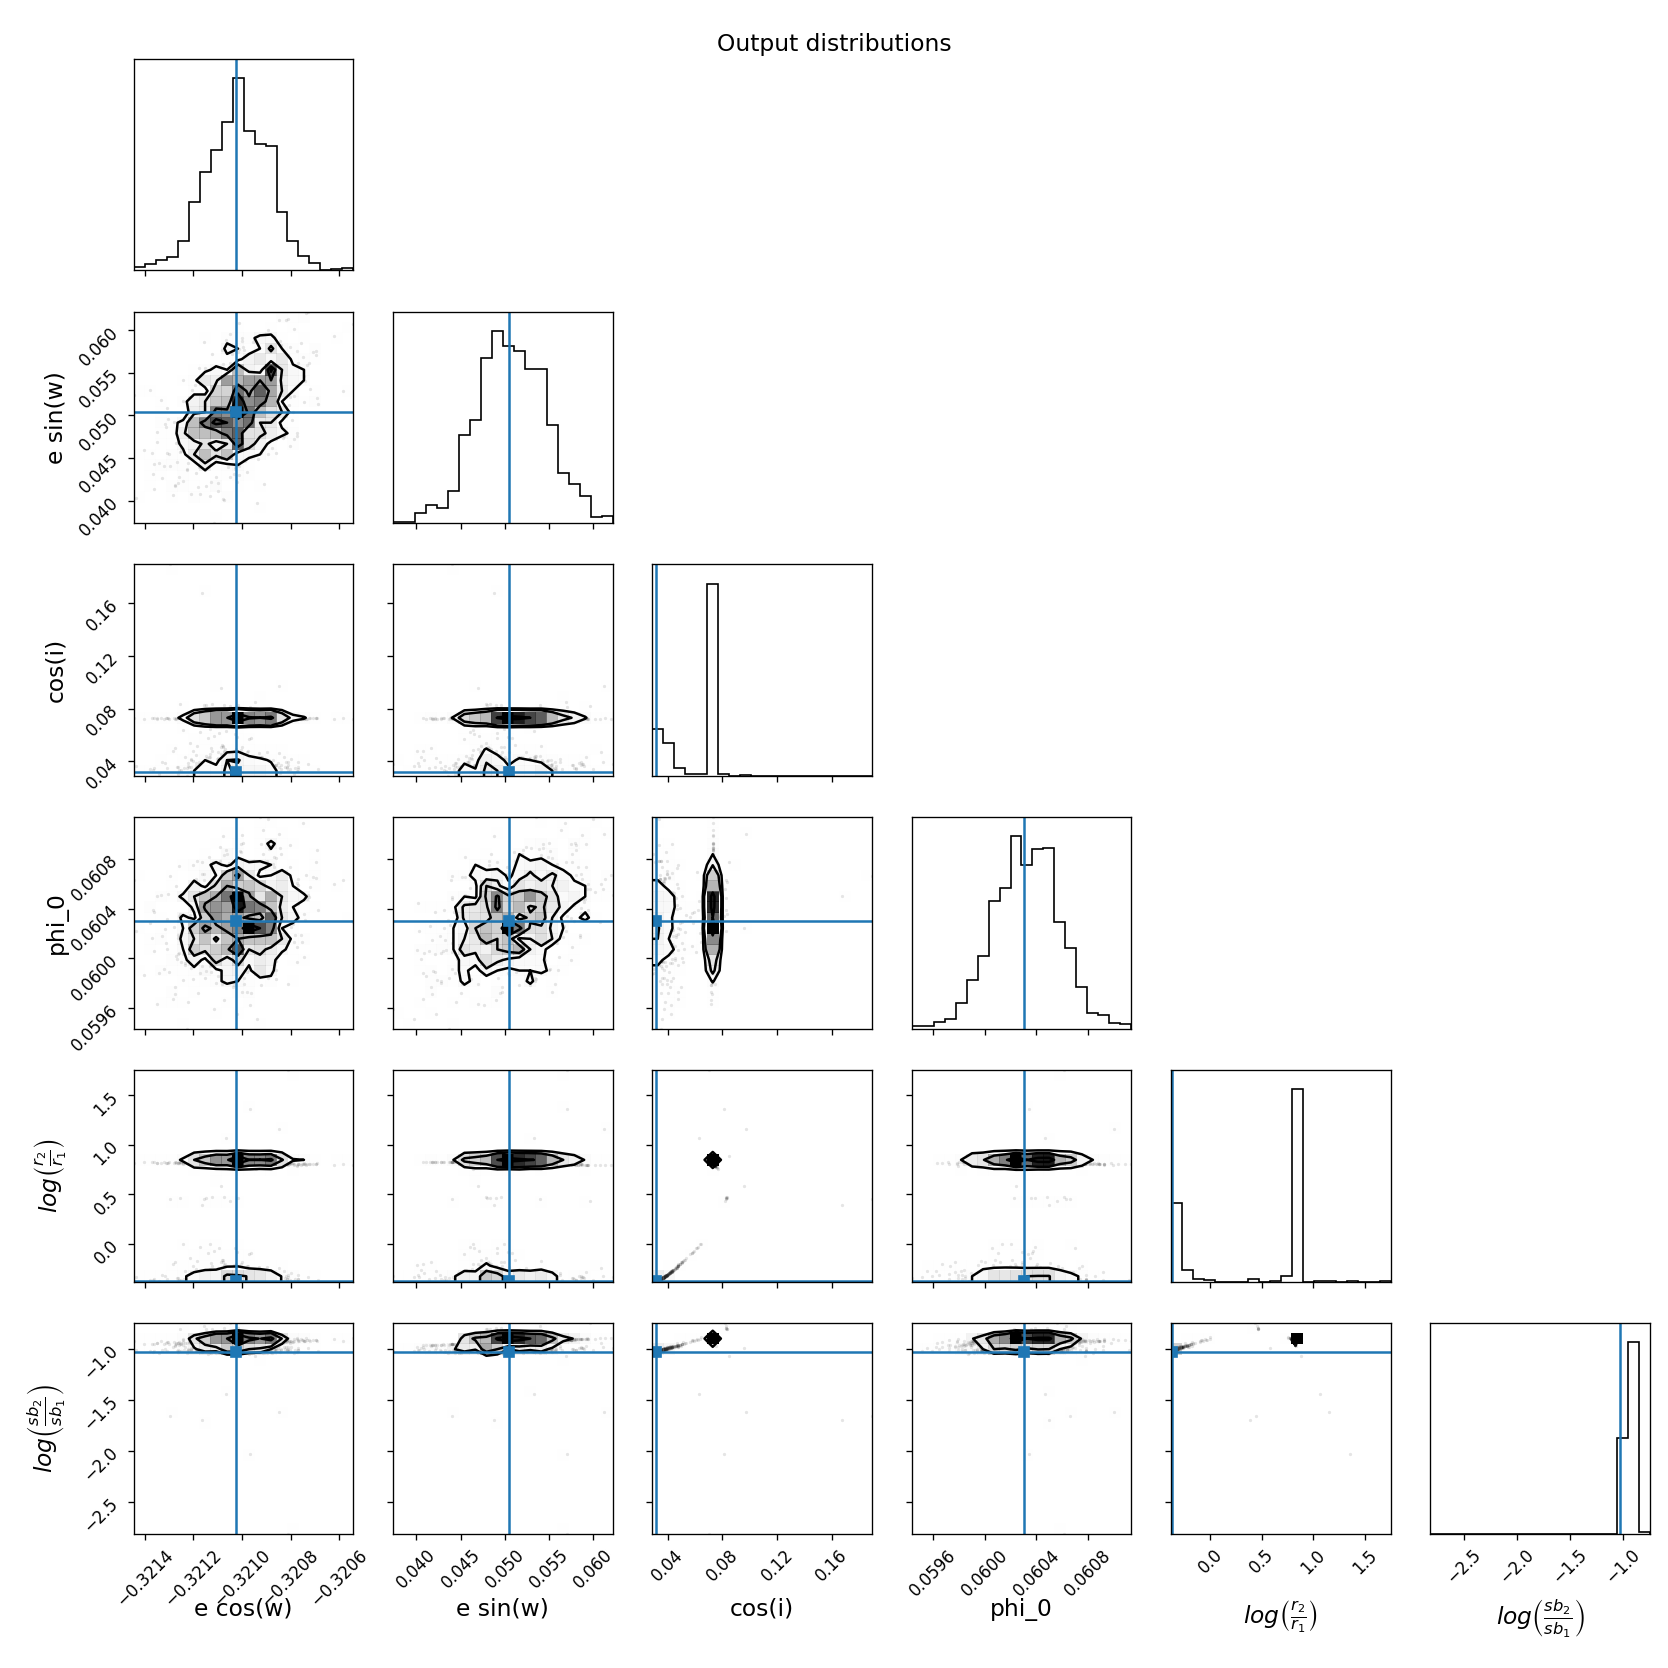 Output distributions
e sin(w)
0.060
0.055
0.050
0.045
0.040
cos(i)
0.16
0.12
0.08
0.04
phi_0
0.0608
0.0604
0.0600
0.0596
log(r₂/r₁)
1.5
1.0
0.5
0.0
log(sb₂/sb₁)
−1.0
−1.5
−2.0
−2.5
−0.3214 −0.3212 −0.3210 −0.3208 −0.3206 0.040 0.045 0.050 0.055 0.060 0.04 0.08 0.12 0.16 0.0596 0.0600 0.0604 0.0608 0.0 0.5 1.0 1.5 −2.5 −2.0 −1.5 −1.0
e cos(w) e sin(w) cos(i) phi_0 log(r₂/r₁) log(sb₂/sb₁)